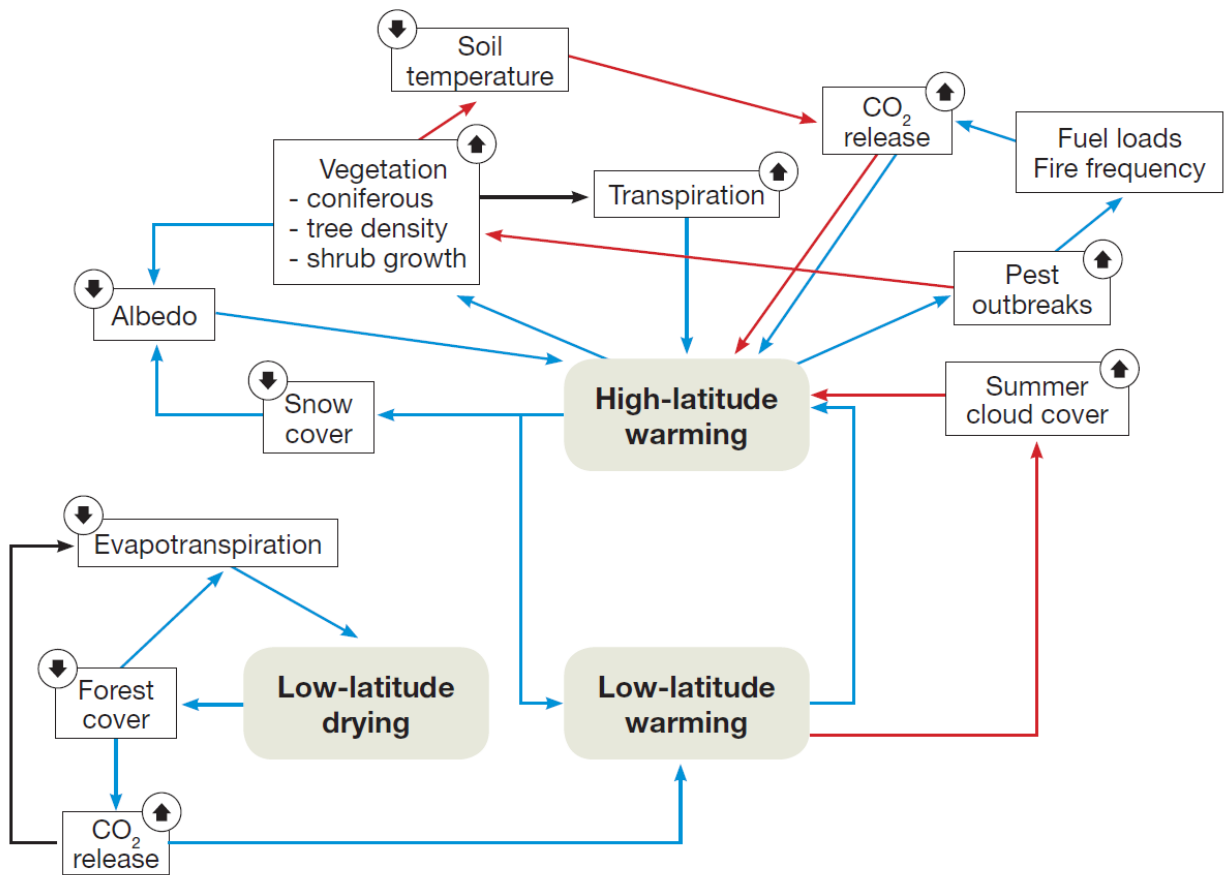 Soil
temperature
CO₂
release
Fuel loads
Fire frequency
Vegetation
- coniferous
- tree density
- shrub growth
Transpiration
Pest
outbreaks
Albedo
Snow
cover
High-latitude
warming
Summer
cloud cover
Evapotranspiration
Forest
cover
Low-latitude
drying
Low-latitude
warming
CO₂
release